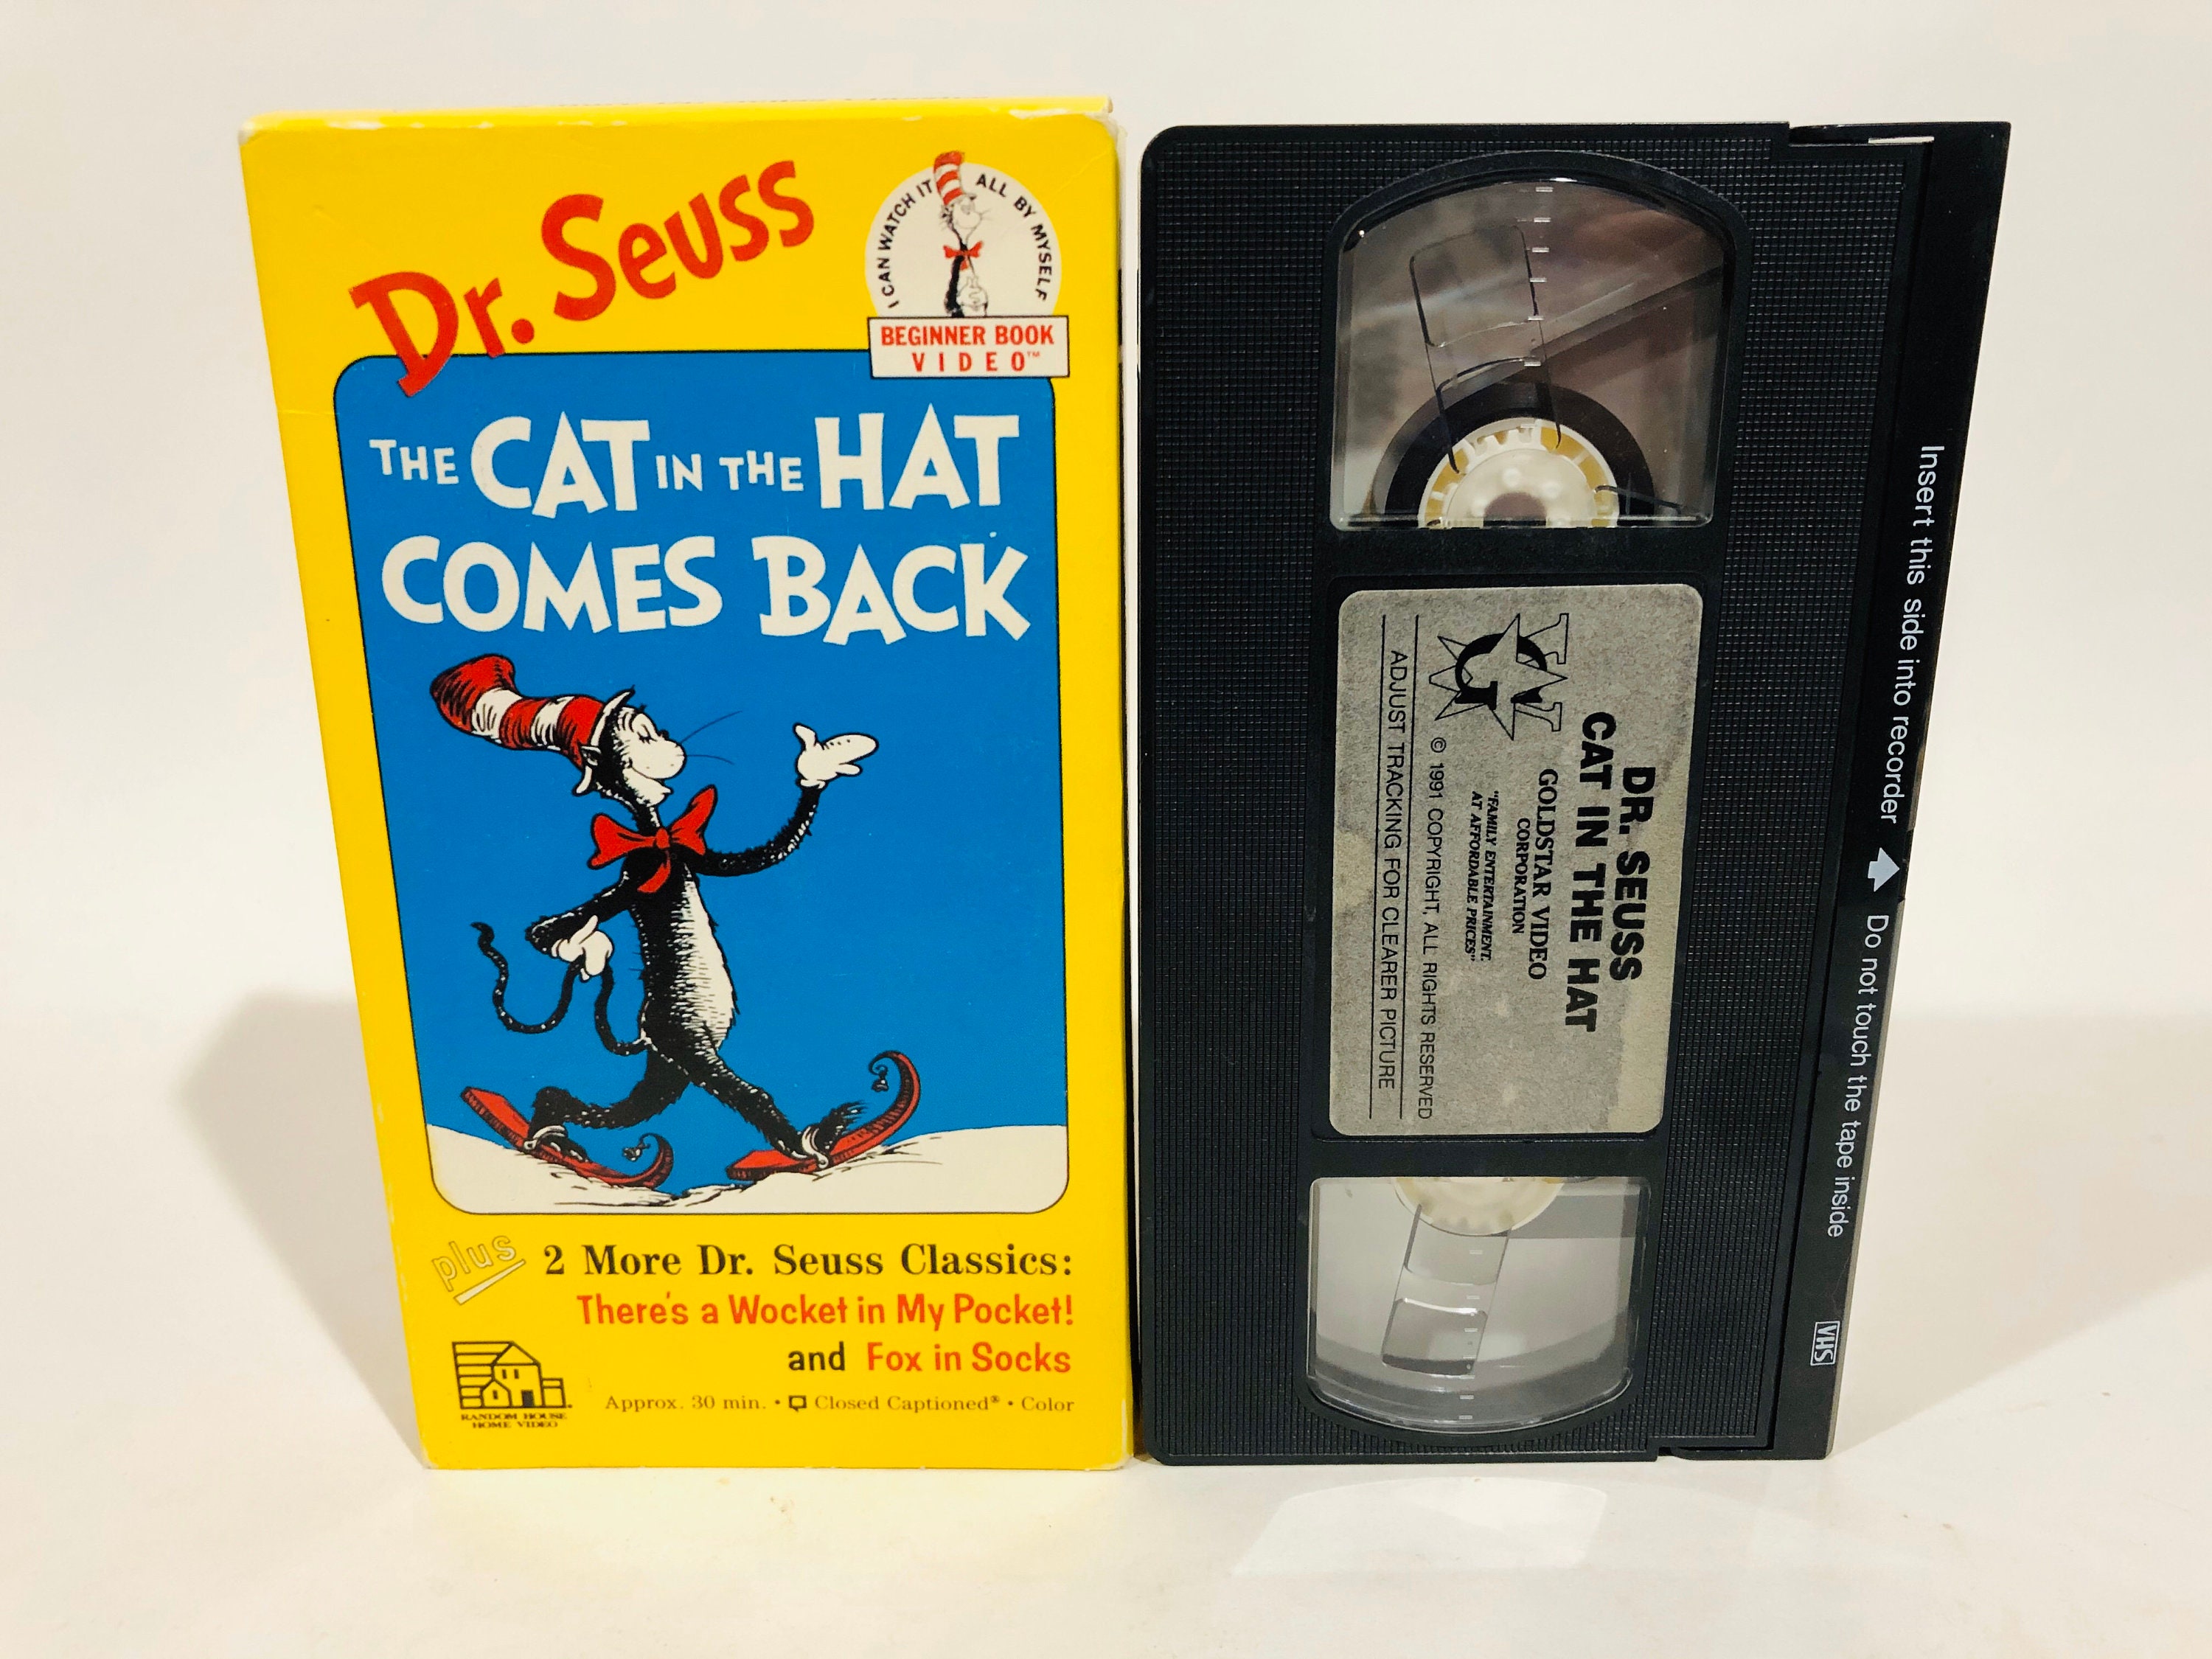 Dr. Seuss
I CAN WATCH IT ALL BY MYSELF
BEGINNER BOOK
VIDEO™
THE CAT IN THE HAT
COMES BACK
plus 2 More Dr. Seuss Classics:
There's a Wocket in My Pocket!
and Fox in Socks
RANDOM HOUSE
HOME VIDEO
Approx. 30 min. • Closed Captioned® • Color
DR. SEUSS
CAT IN THE HAT
GOLDSTAR VIDEO
CORPORATION
"FAMILY ENTERTAINMENT,
AT AFFORDABLE PRICES"
© 1991 COPYRIGHT, ALL RIGHTS RESERVED
ADJUST TRACKING FOR CLEARER PICTURE
Insert this side into recorder
Do not touch the tape inside
VHS